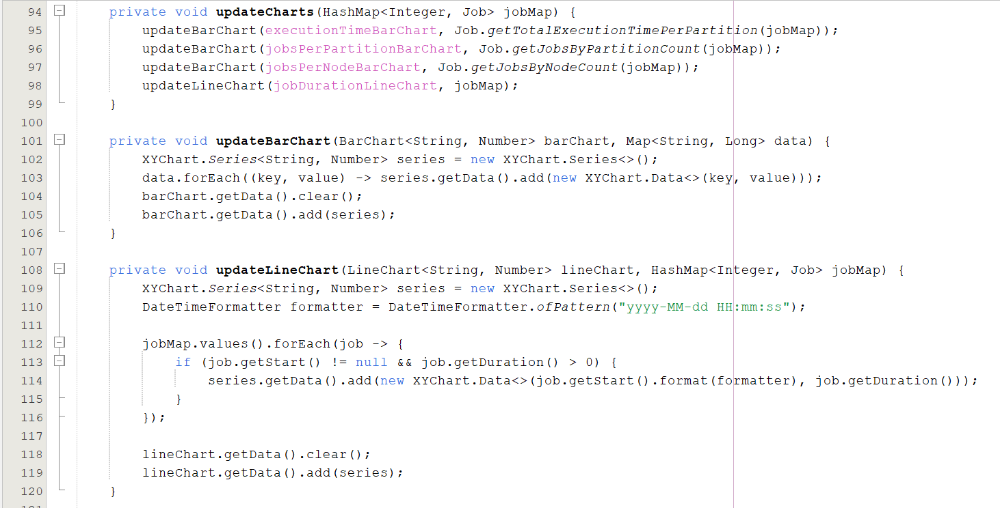 94 private void updateCharts(HashMap<Integer, Job> jobMap) {
95 updateBarChart(executionTimeBarChart, Job.getTotalExecutionTimePerPartition(jobMap));
96 updateBarChart(jobsPerPartitionBarChart, Job.getJobsByPartitionCount(jobMap));
97 updateBarChart(jobsPerNodeBarChart, Job.getJobsByNodeCount(jobMap));
98 updateLineChart(jobDurationLineChart, jobMap);
99 }
100
101 private void updateBarChart(BarChart<String, Number> barChart, Map<String, Long> data) {
102 XYChart.Series<String, Number> series = new XYChart.Series<>();
103 data.forEach((key, value) -> series.getData().add(new XYChart.Data<>(key, value)));
104 barChart.getData().clear();
105 barChart.getData().add(series);
106 }
107
108 private void updateLineChart(LineChart<String, Number> lineChart, HashMap<Integer, Job> jobMap) {
109 XYChart.Series<String, Number> series = new XYChart.Series<>();
110 DateTimeFormatter formatter = DateTimeFormatter.ofPattern("yyyy-MM-dd HH:mm:ss");
111
112 jobMap.values().forEach(job -> {
113 if (job.getStart() != null && job.getDuration() > 0) {
114 series.getData().add(new XYChart.Data<>(job.getStart().format(formatter), job.getDuration()));
115 }
116 });
117
118 lineChart.getData().clear();
119 lineChart.getData().add(series);
120 }